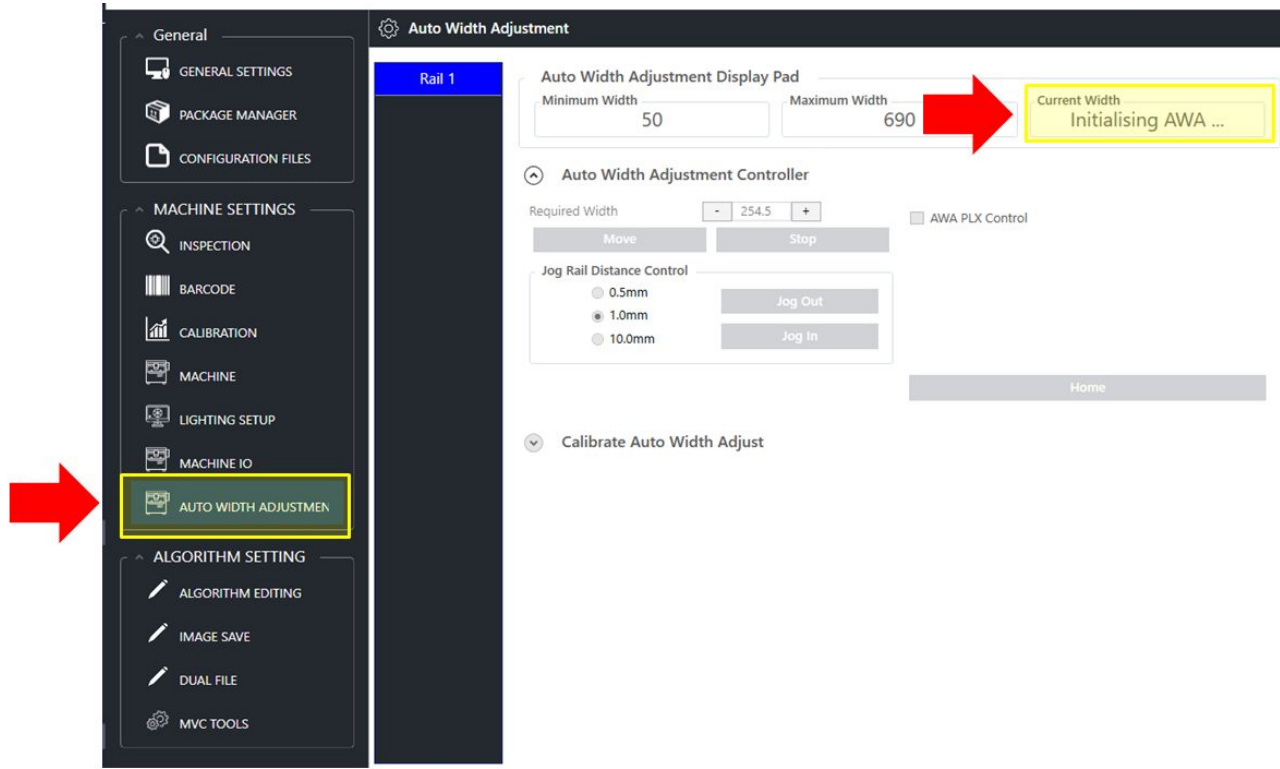 General
GENERAL SETTINGS
PACKAGE MANAGER
CONFIGURATION FILES
MACHINE SETTINGS
INSPECTION
BARCODE
CALIBRATION
MACHINE
LIGHTING SETUP
MACHINE IO
AUTO WIDTH ADJUSTMEN
ALGORITHM SETTING
ALGORITHM EDITING
IMAGE SAVE
DUAL FILE
MVC TOOLS
Auto Width Adjustment
Rail 1
Auto Width Adjustment Display Pad
Minimum Width
50
Maximum Width
690
Current Width
Initialising AWA ...
Auto Width Adjustment Controller
Required Width - 254.5 +
AWA PLX Control
Move Stop
Jog Rail Distance Control
0.5mm
1.0mm
10.0mm
Jog Out
Jog In
Home
Calibrate Auto Width Adjust